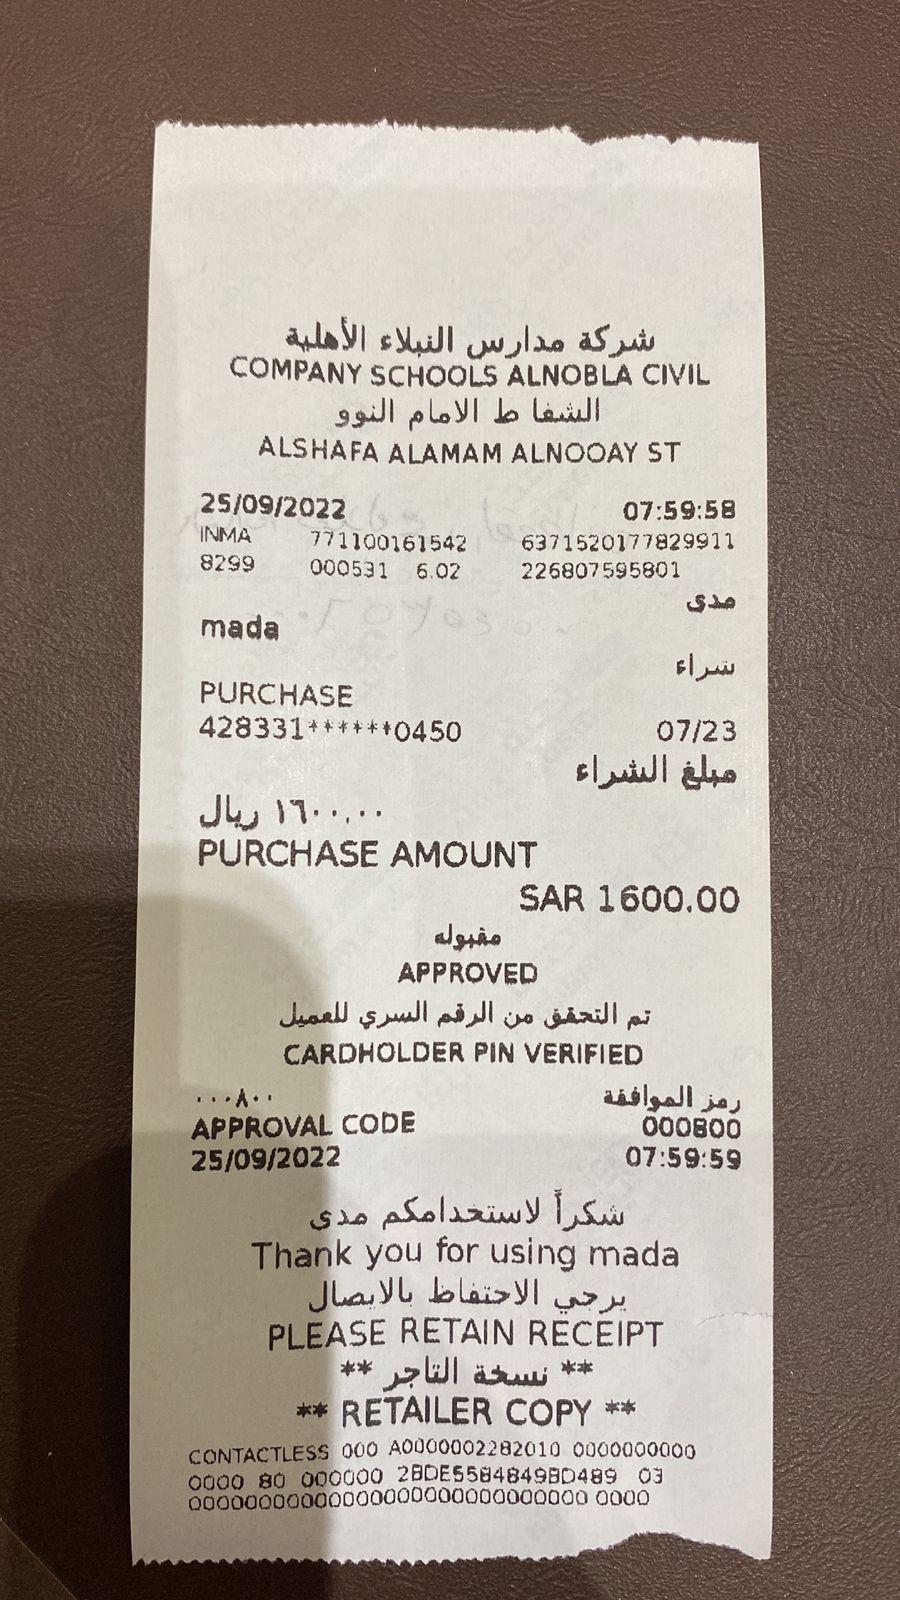 شركة مدارس النبلاء الأهلية
COMPANY SCHOOLS ALNOBLA CIVIL
الشفا ط الامام النوو
ALSHAFA ALAMAM ALNOOAY ST
25/09/2022 07:59:58
INMA 771100161542 6371520177829911
8299 000531 6.02 226807595801
مدى
mada
شراء
PURCHASE
428331******0450 07/23
مبلغ الشراء
١٦٠٠.٠٠ ريال
PURCHASE AMOUNT
SAR 1600.00
مقبوله
APPROVED
تم التحقق من الرقم السري للعميل
CARDHOLDER PIN VERIFIED
رمز الموافقة ٠٠٠٨٠٠
APPROVAL CODE 000800
25/09/2022 07:59:59
شكراً لاستخدامكم مدى
Thank you for using mada
يرجي الاحتفاظ بالايصال
PLEASE RETAIN RECEIPT
** نسخة التاجر **
** RETAILER COPY **
CONTACTLESS 000 A0000002282010 0000000000
0000 80 000000 2BDE5584849BD489 03
0000000000000000000000000000 0000